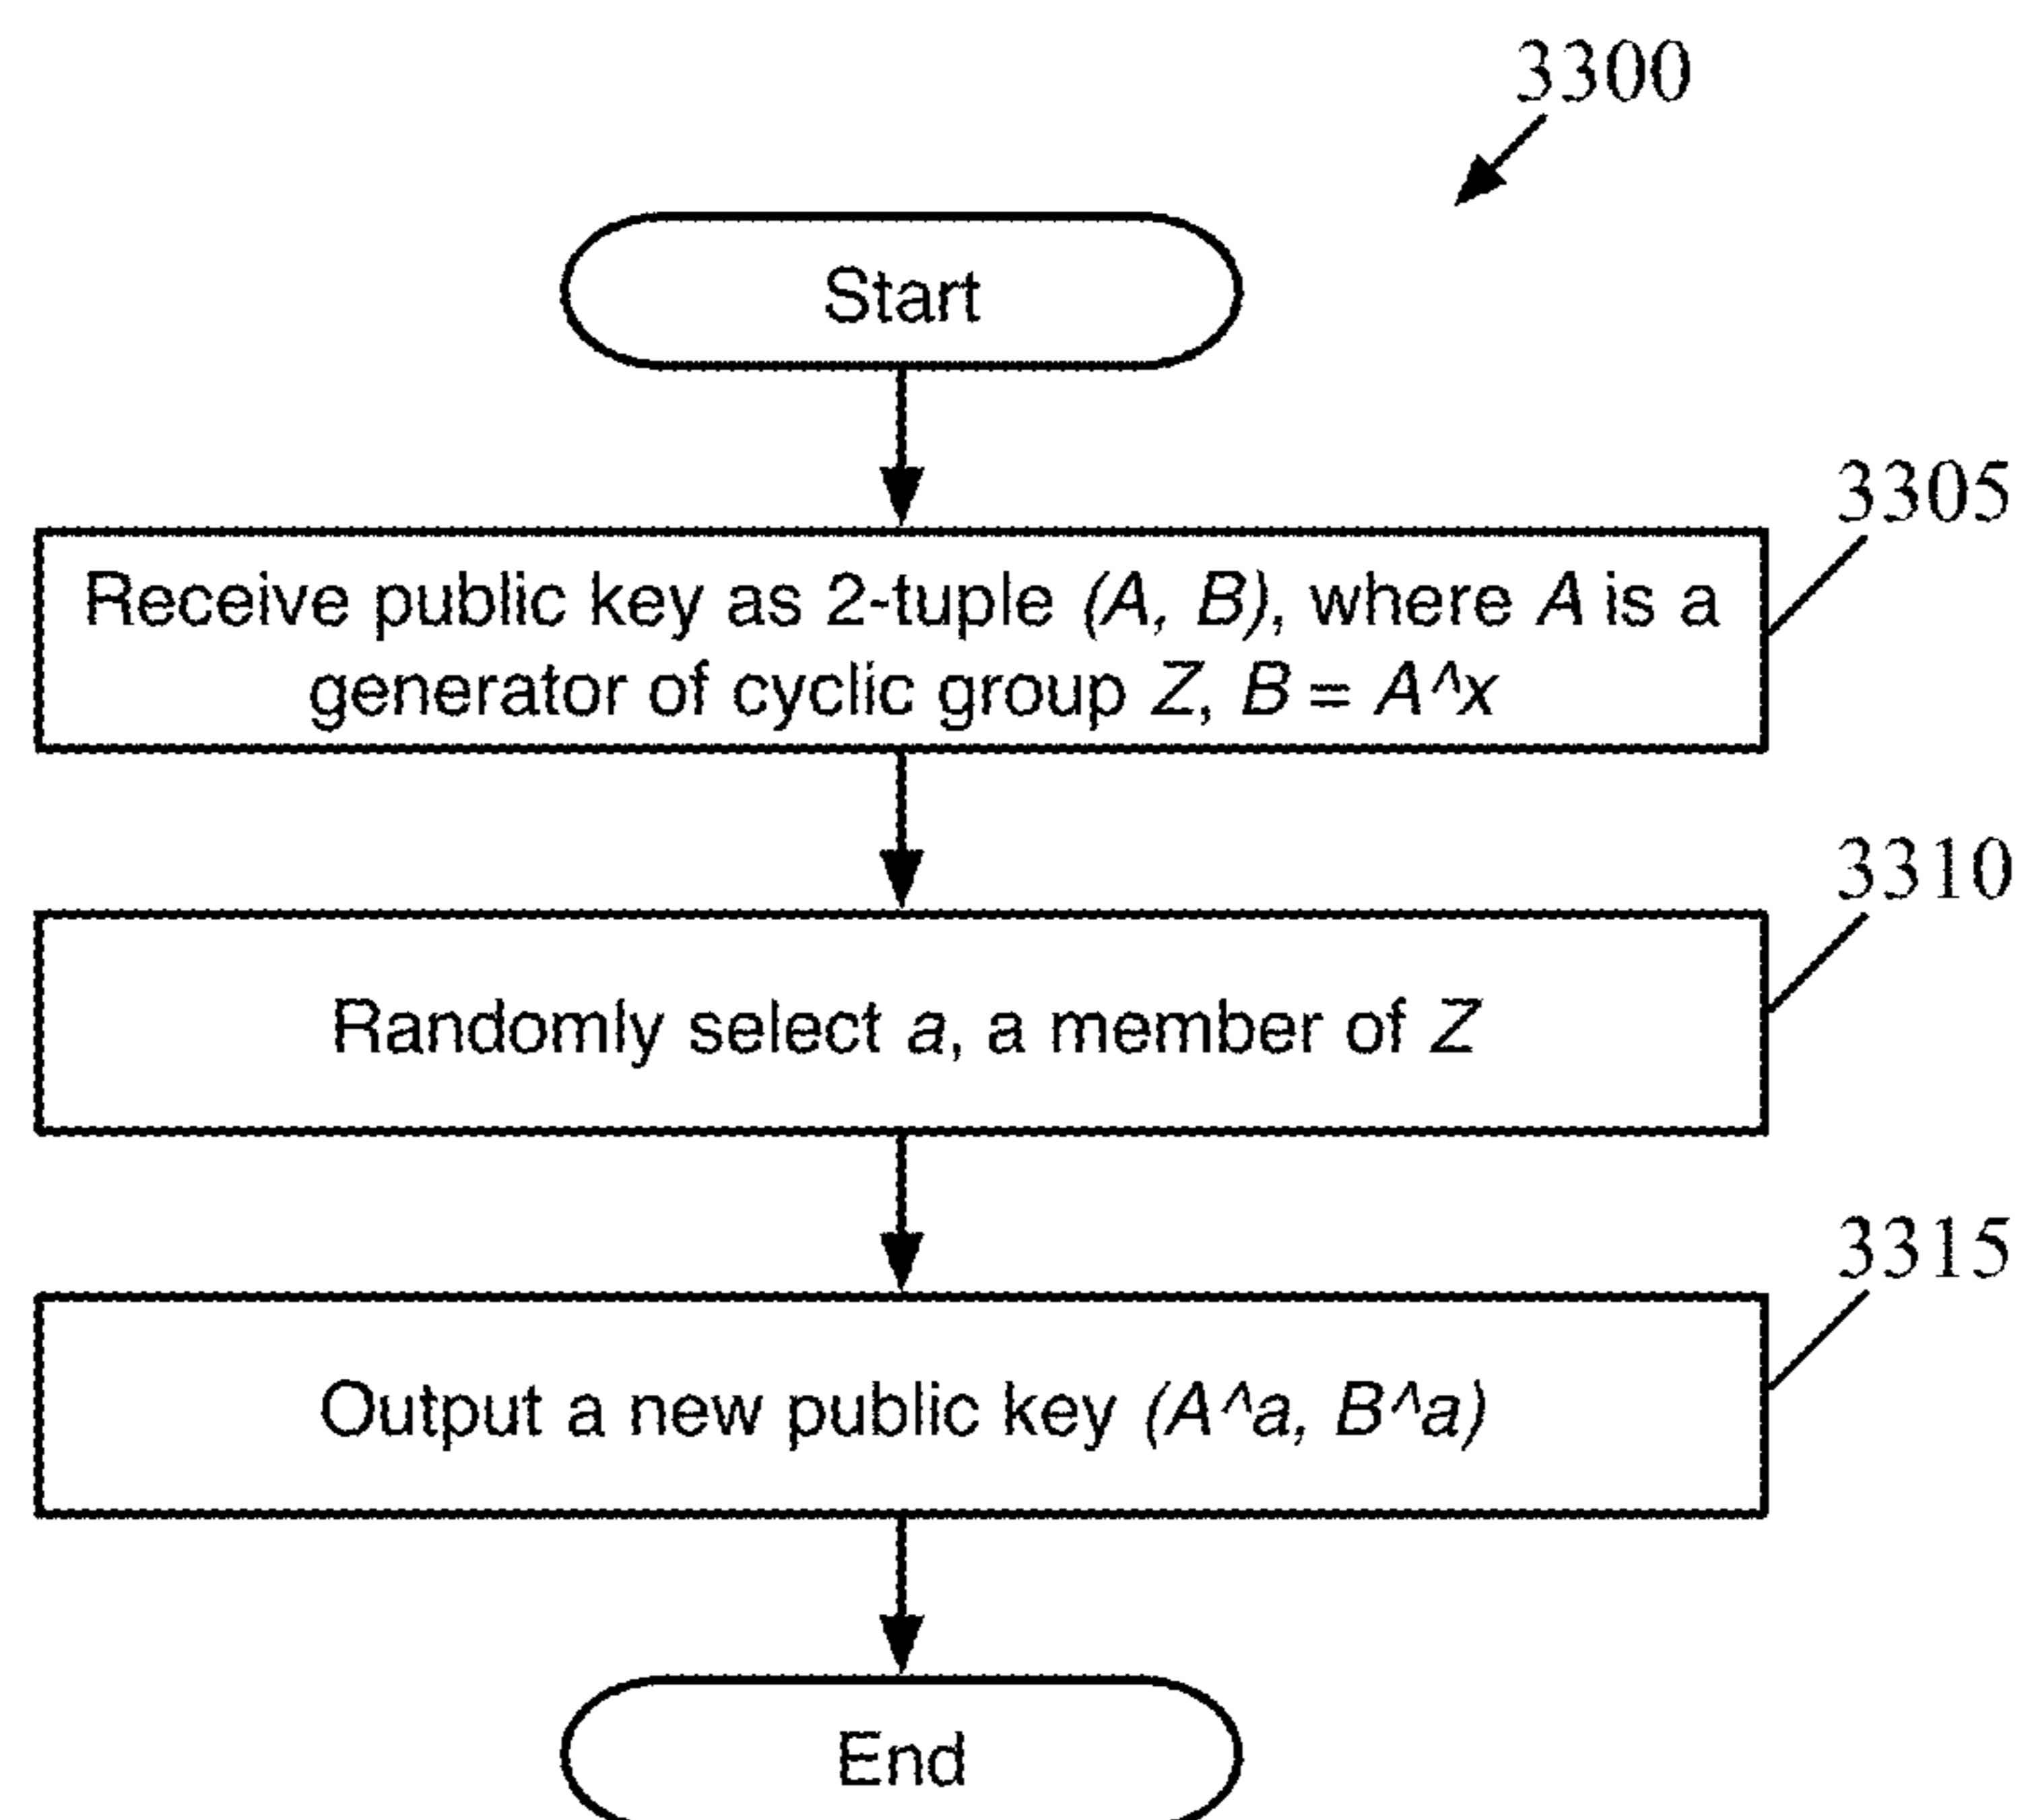 3300
Start
3305
Receive public key as 2-tuple (A, B), where A is a
generator of cyclic group Z, B = A^x
3310
Randomly select a, a member of Z
3315
Output a new public key (A^a, B^a)
End